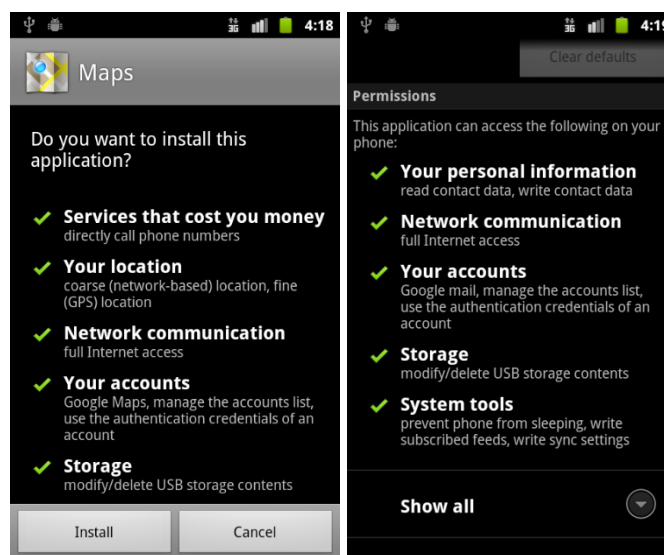 3G 4:18
Maps
Do you want to install this
application?
Services that cost you money
directly call phone numbers
Your location
coarse (network-based) location, fine
(GPS) location
Network communication
full Internet access
Your accounts
Google Maps, manage the accounts list,
use the authentication credentials of an
account
Storage
modify/delete USB storage contents
Install Cancel
3G 4:19
Clear defaults
Permissions
This application can access the following on your
phone:
Your personal information
read contact data, write contact data
Network communication
full Internet access
Your accounts
Google mail, manage the accounts list,
use the authentication credentials of an
account
Storage
modify/delete USB storage contents
System tools
prevent phone from sleeping, write
subscribed feeds, write sync settings
Show all